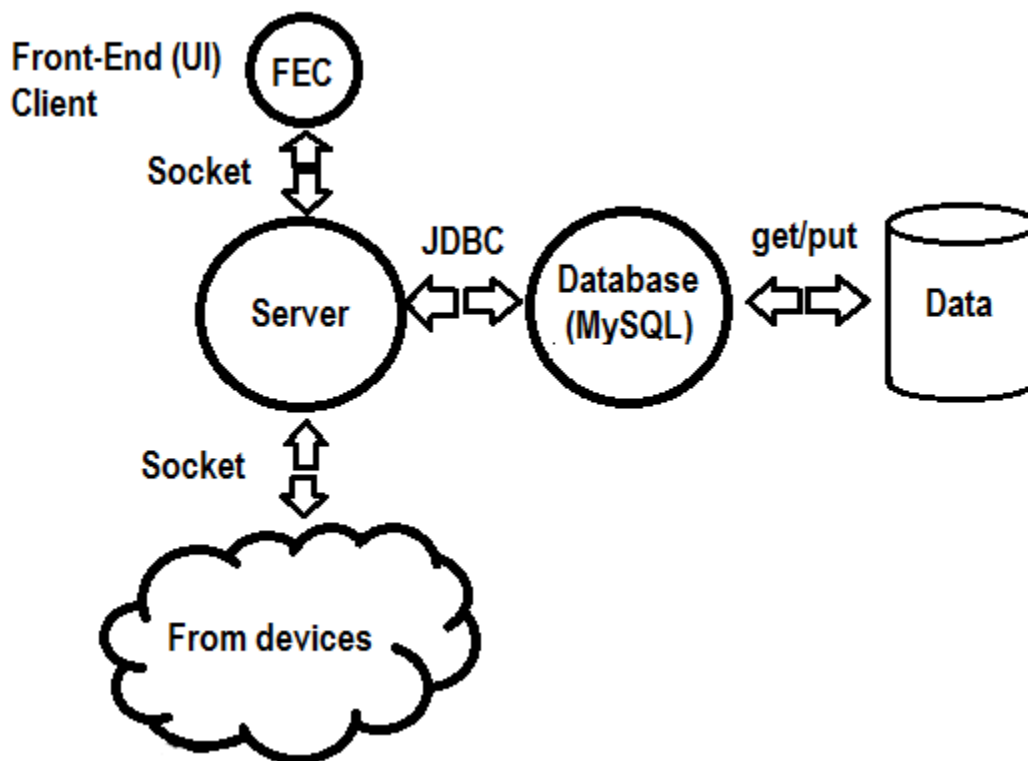 Front-End (UI)
Client
FEC
Socket
Server
JDBC
Database
(MySQL)
get/put
Data
Socket
From devices